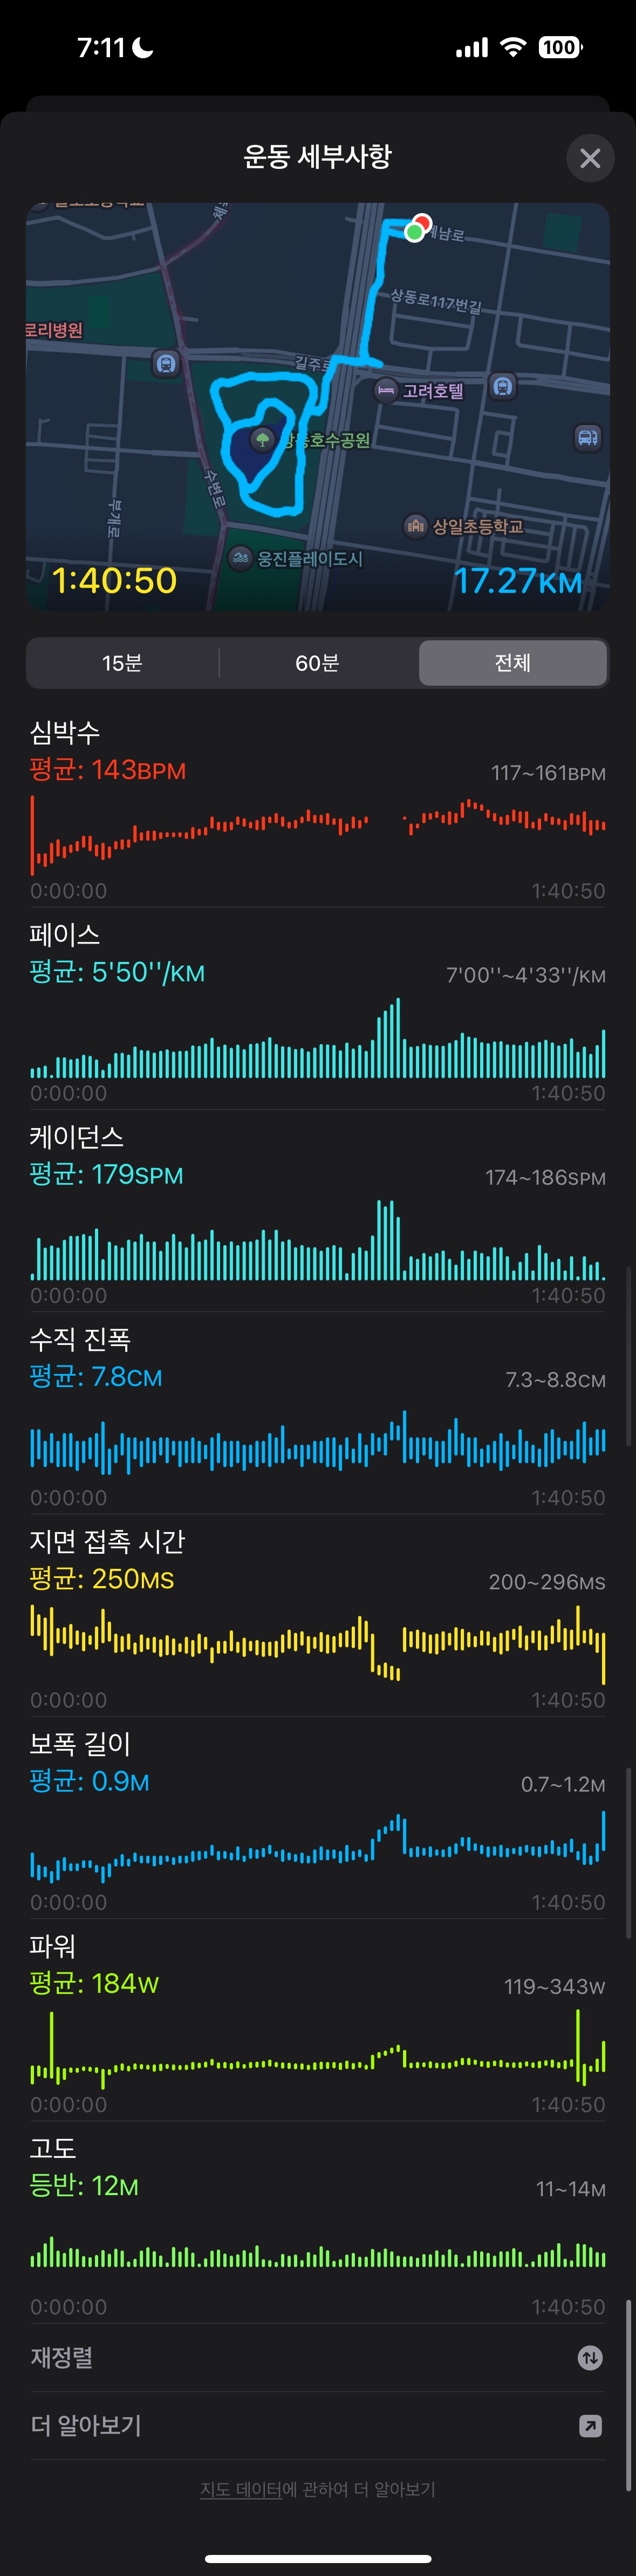 7:11
100
운동 세부사항
계남로
상동로117번길
로리병원
길주로
고려호텔
상동호수공원
수변로
부개로
상일초등학교
웅진플레이도시
1:40:50
17.27KM
15분
60분
전체
심박수
평균: 143BPM
117~161BPM
0:00:00
1:40:50
페이스
평균: 5'50''/KM
7'00''~4'33''/KM
0:00:00
1:40:50
케이던스
평균: 179SPM
174~186SPM
0:00:00
1:40:50
수직 진폭
평균: 7.8CM
7.3~8.8CM
0:00:00
1:40:50
지면 접촉 시간
평균: 250MS
200~296MS
0:00:00
1:40:50
보폭 길이
평균: 0.9M
0.7~1.2M
0:00:00
1:40:50
파워
평균: 184W
119~343W
0:00:00
1:40:50
고도
등반: 12M
11~14M
0:00:00
1:40:50
재정렬
더 알아보기
지도 데이터에 관하여 더 알아보기